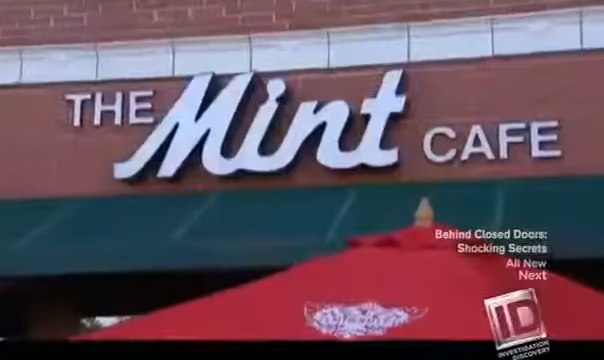 THE Mint CAFE
Behind Closed Doors:
Shocking Secrets
All New
Next
ID
INVESTIGATION
DISCOVERY